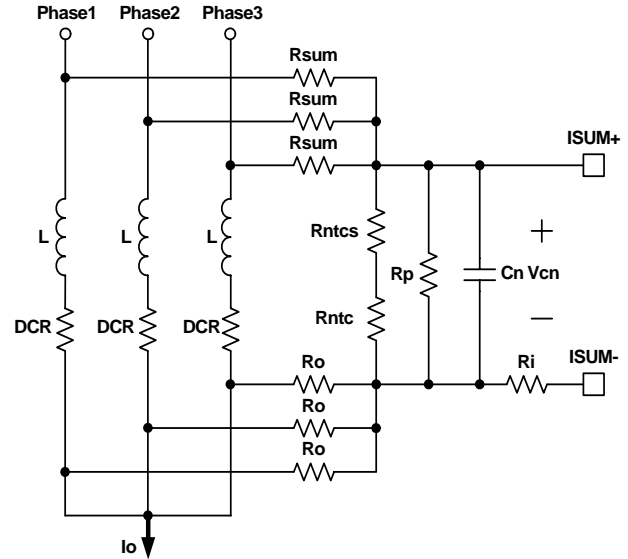 Phase1 Phase2 Phase3
Rsum
Rsum
Rsum
ISUM+
L L L
Rntcs
Rp
Cn Vcn
+
−
DCR DCR DCR
Rntc
Ro
Ri
ISUM-
Ro
Ro
Io